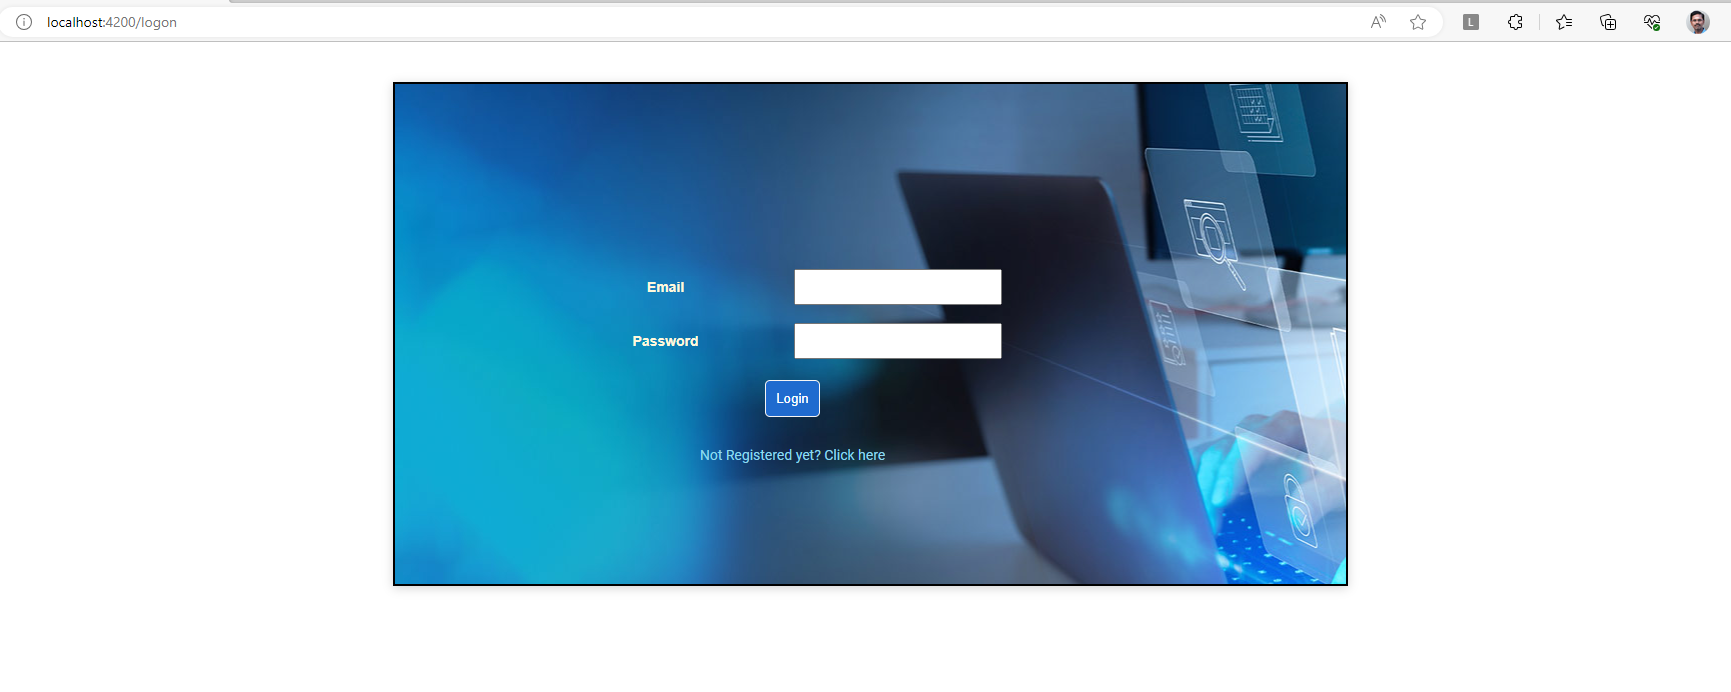 localhost:4200/logon
A
L
Email
Password
Login
Not Registered yet? Click here